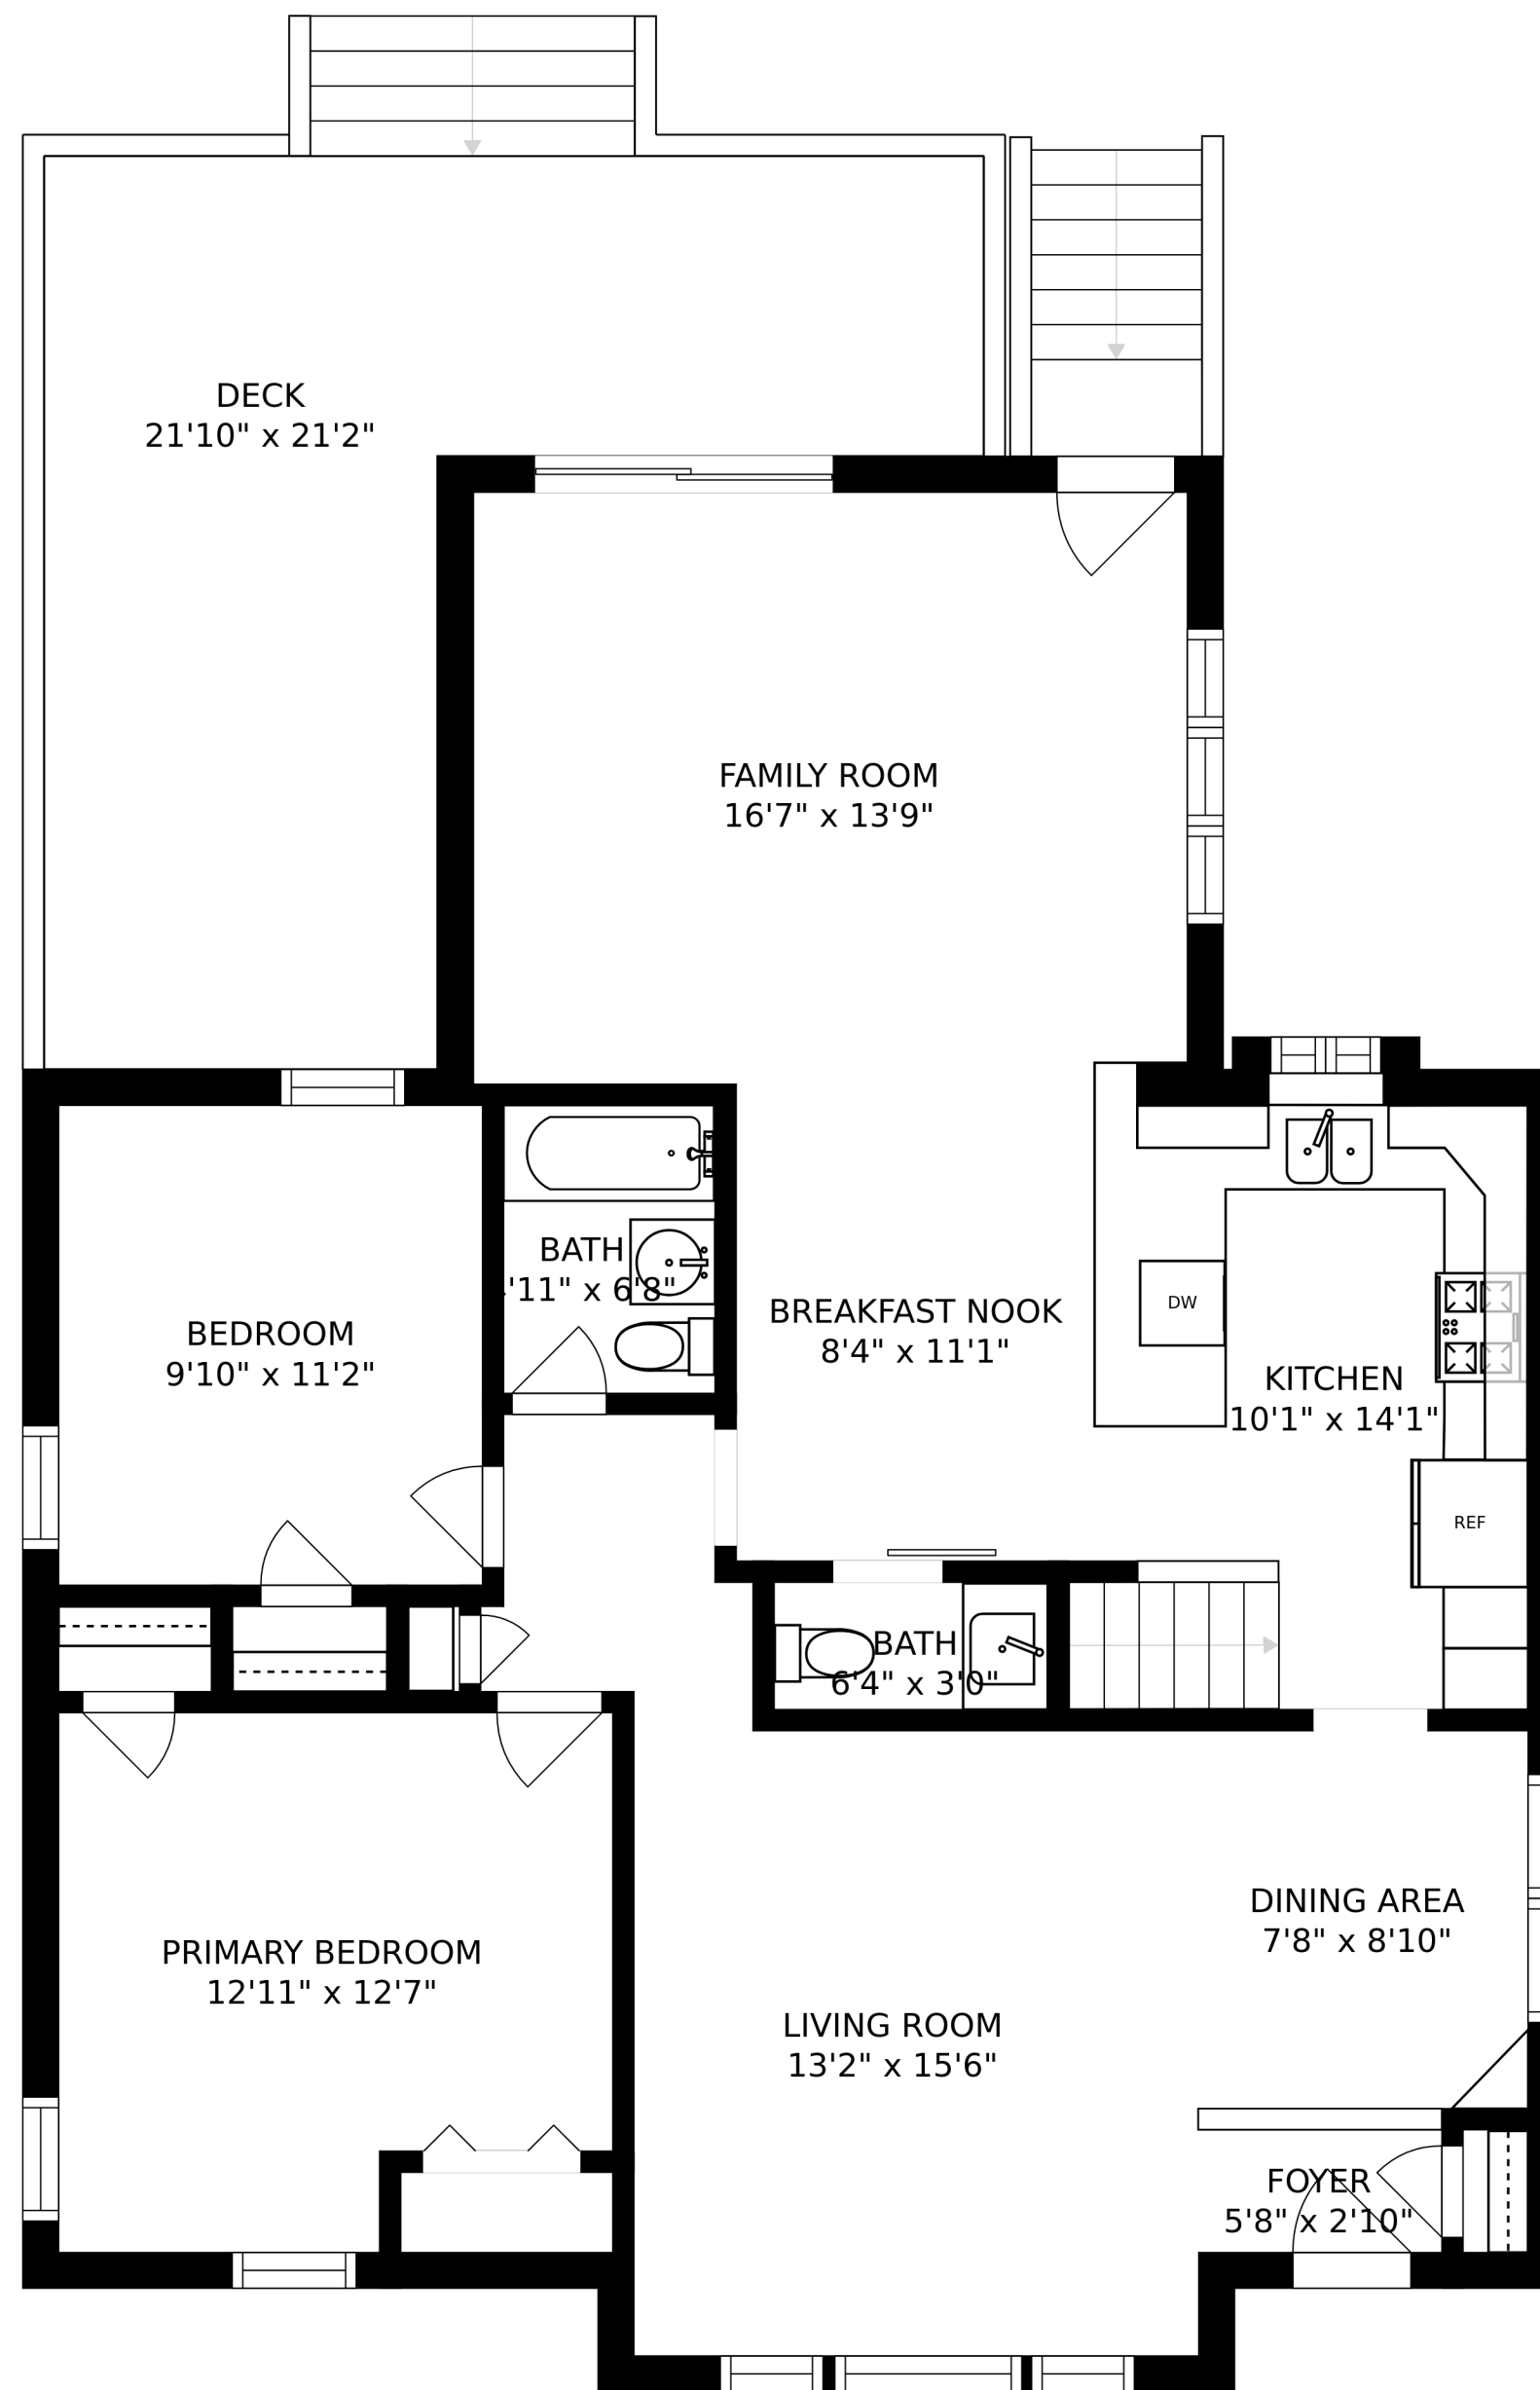 DECK
21'10" x 21'2"
FAMILY ROOM
16'7" x 13'9"
BATH
'11" x 6'8"
BREAKFAST NOOK
8'4" x 11'1"
DW
BEDROOM
9'10" x 11'2"
KITCHEN
10'1" x 14'1"
REF
BATH
6'4" x 3'0"
DINING AREA
7'8" x 8'10"
PRIMARY BEDROOM
12'11" x 12'7"
LIVING ROOM
13'2" x 15'6"
FOYER
5'8" x 2'10"